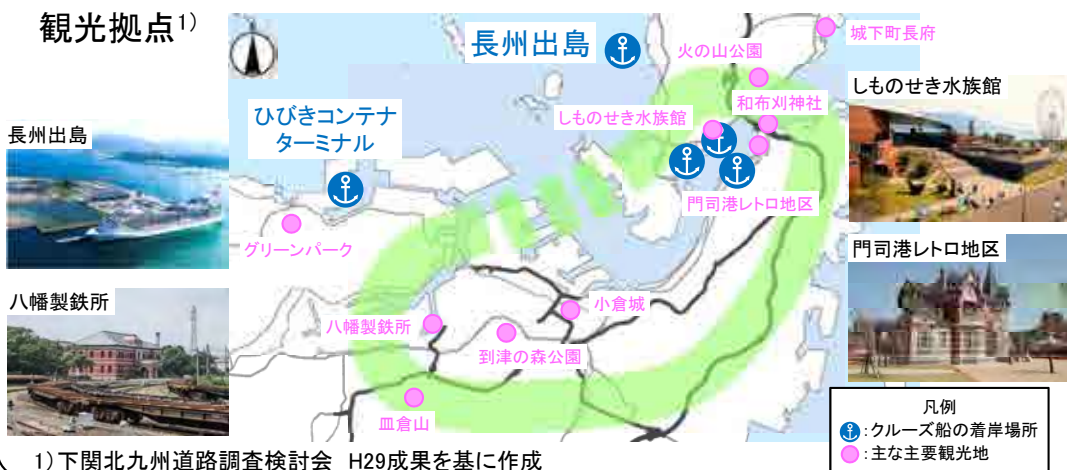 観光拠点1)
長州出島
城下町長府
火の山公園
しものせき水族館
和布刈神社
しものせき水族館
ひびきコンテナ
ターミナル
長州出島
門司港レトロ地区
グリーンパーク
門司港レトロ地区
八幡製鉄所
小倉城
八幡製鉄所
到津の森公園
皿倉山
凡例
:クルーズ船の着岸場所
:主な主要観光地
1)下関北九州道路調査検討会 H29成果を基に作成